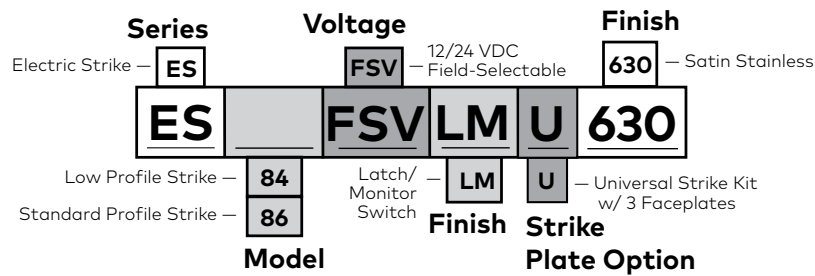 Series
Voltage
Finish
Electric Strike — ES
FSV — 12/24 VDC
Field-Selectable
630 — Satin Stainless
ES FSV LM U 630
Low Profile Strike — 84
Standard Profile Strike — 86
Model
Latch/
Monitor
Switch — LM
Finish
U — Universal Strike Kit
w/ 3 Faceplates
Strike
Plate Option